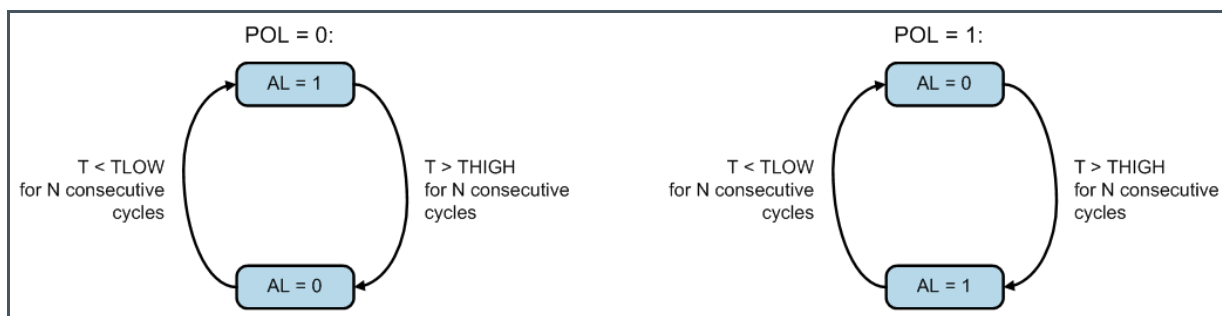 POL = 0:
AL = 1
T < TLOW
for N consecutive
cycles
T > THIGH
for N consecutive
cycles
AL = 0
POL = 1:
AL = 0
T < TLOW
for N consecutive
cycles
T > THIGH
for N consecutive
cycles
AL = 1